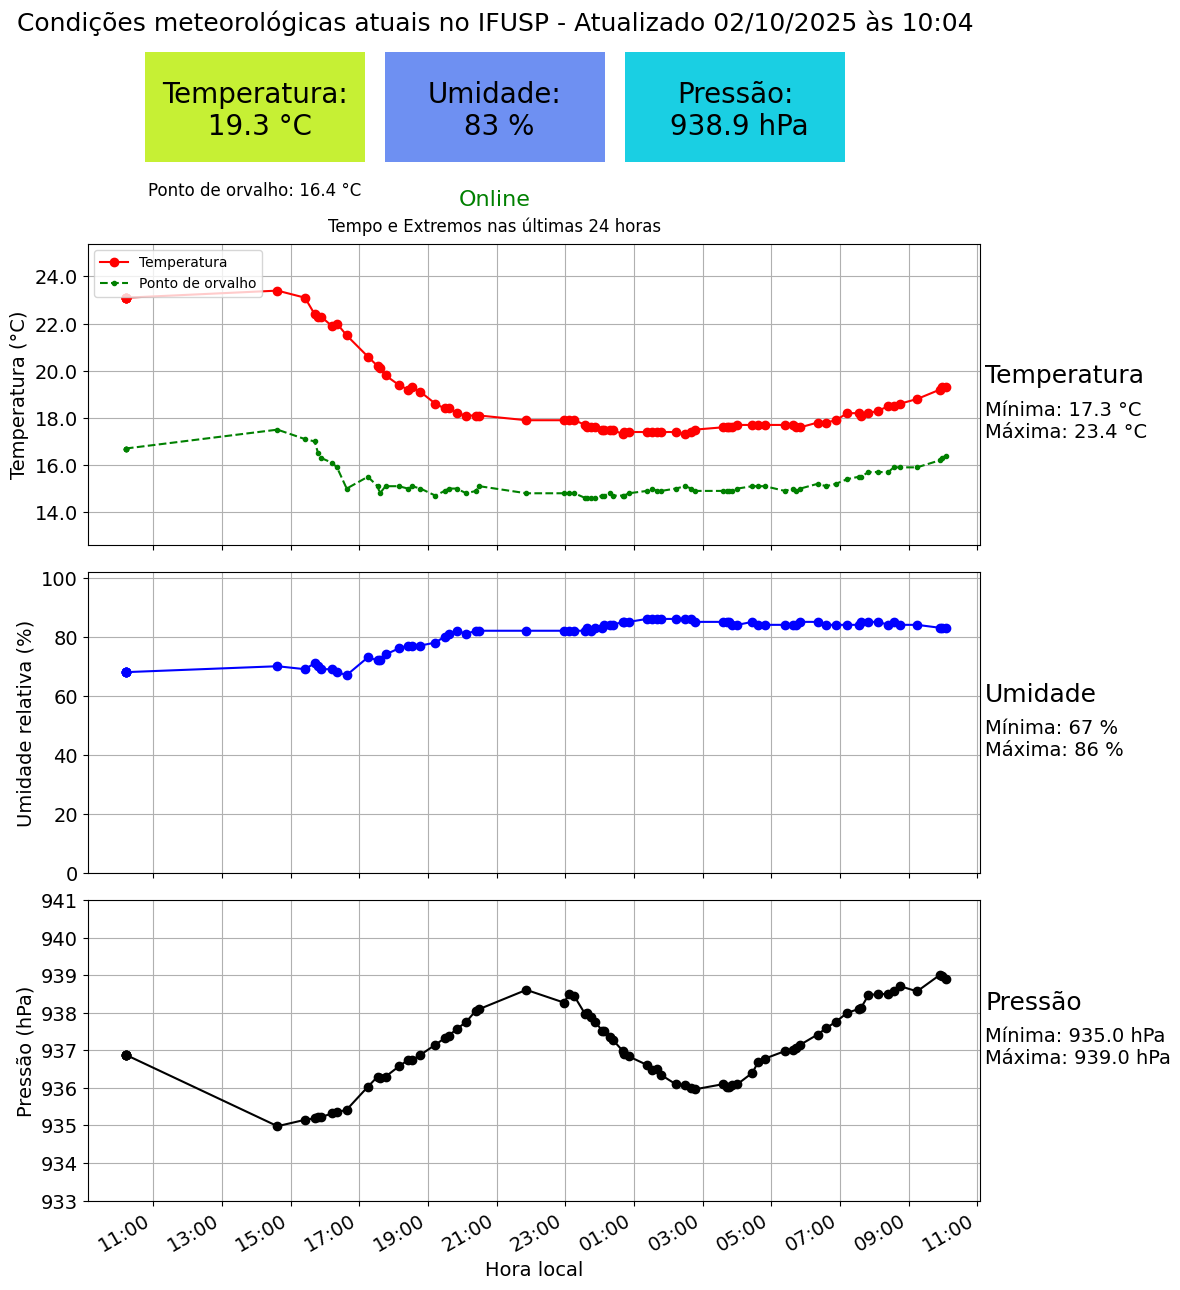 Condições meteorológicas atuais no IFUSP - Atualizado 02/10/2025 às 10:04
Temperatura:
19.3 °C
Umidade:
83 %
Pressão:
938.9 hPa
Ponto de orvalho: 16.4 °C
Online
Tempo e Extremos nas últimas 24 horas
Temperatura
Ponto de orvalho
Temperatura (°C)
24.0
22.0
20.0
18.0
16.0
14.0
Temperatura
Mínima: 17.3 °C
Máxima: 23.4 °C
Umidade relativa (%)
100
80
60
40
20
0
Umidade
Mínima: 67 %
Máxima: 86 %
Pressão (hPa)
941
940
939
938
937
936
935
934
933
Pressão
Mínima: 935.0 hPa
Máxima: 939.0 hPa
11:00 13:00 15:00 17:00 19:00 21:00 23:00 01:00 03:00 05:00 07:00 09:00 11:00
Hora local